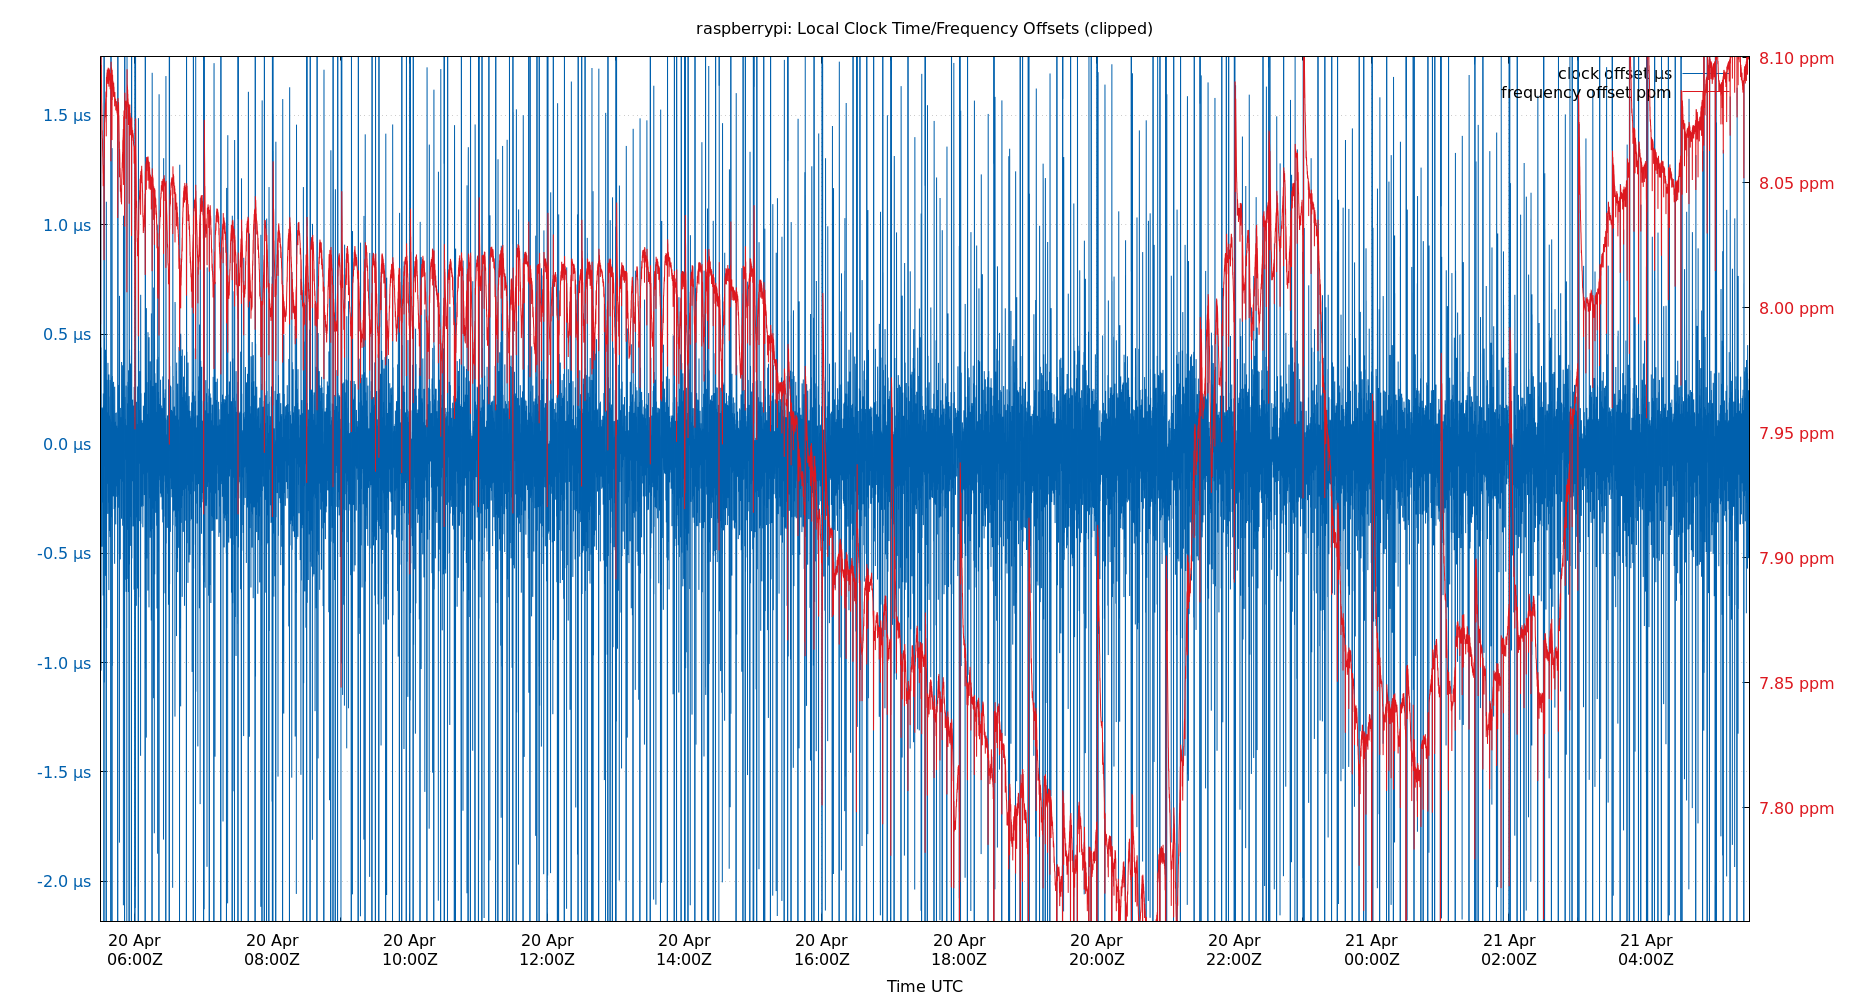 raspberrypi: Local Clock Time/Frequency Offsets (clipped)
clock offset µs
frequency offset ppm
1.5 µs
1.0 µs
0.5 µs
0.0 µs
-0.5 µs
-1.0 µs
-1.5 µs
-2.0 µs
8.10 ppm
8.05 ppm
8.00 ppm
7.95 ppm
7.90 ppm
7.85 ppm
7.80 ppm
20 Apr 20 Apr 20 Apr 20 Apr 20 Apr 20 Apr 20 Apr 20 Apr 20 Apr 21 Apr 21 Apr 21 Apr
06:00Z 08:00Z 10:00Z 12:00Z 14:00Z 16:00Z 18:00Z 20:00Z 22:00Z 00:00Z 02:00Z 04:00Z
Time UTC